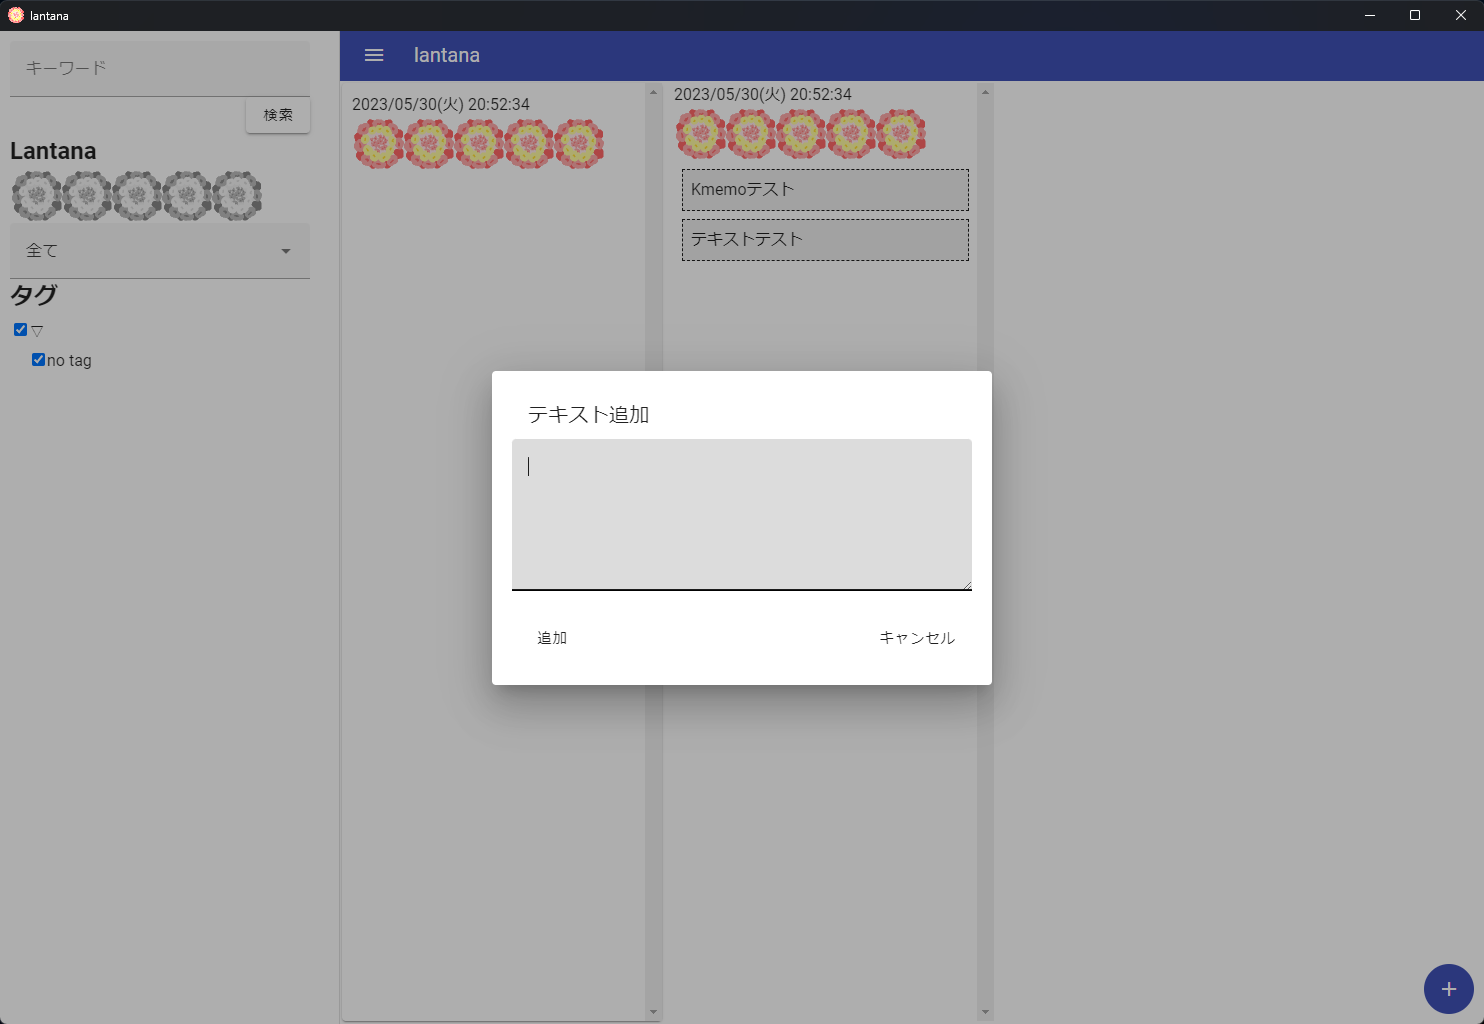 lantana
キーワード
検索
Lantana
全て
タグ
▽
no tag
lantana
2023/05/30(火) 20:52:34
2023/05/30(火) 20:52:34
Kmemoテスト
テキストテスト
テキスト追加
追加
キャンセル
+